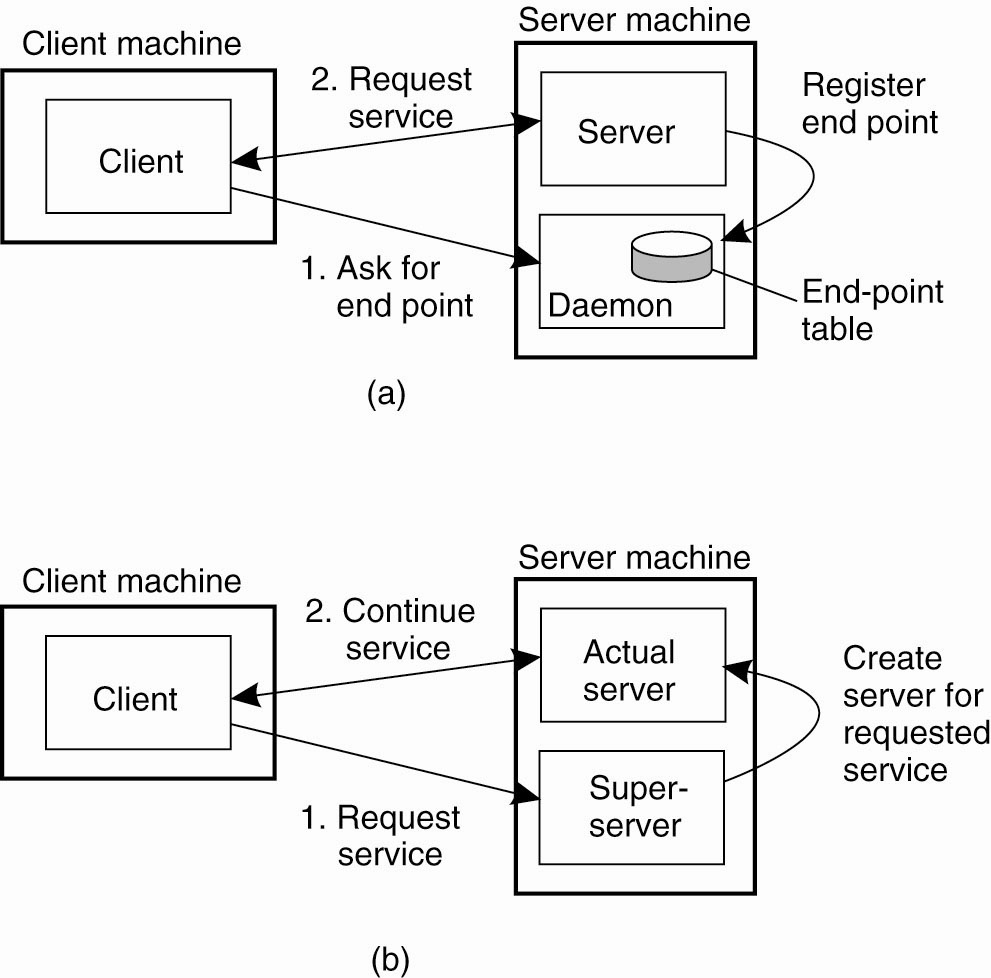 Client machine
Server machine
2. Request
service
Register
end point
Client
Server
1. Ask for
end point
Daemon
End-point
table
(a)
Client machine
Server machine
2. Continue
service
Actual
server
Create
server for
requested
service
Client
Super-
server
1. Request
service
(b)